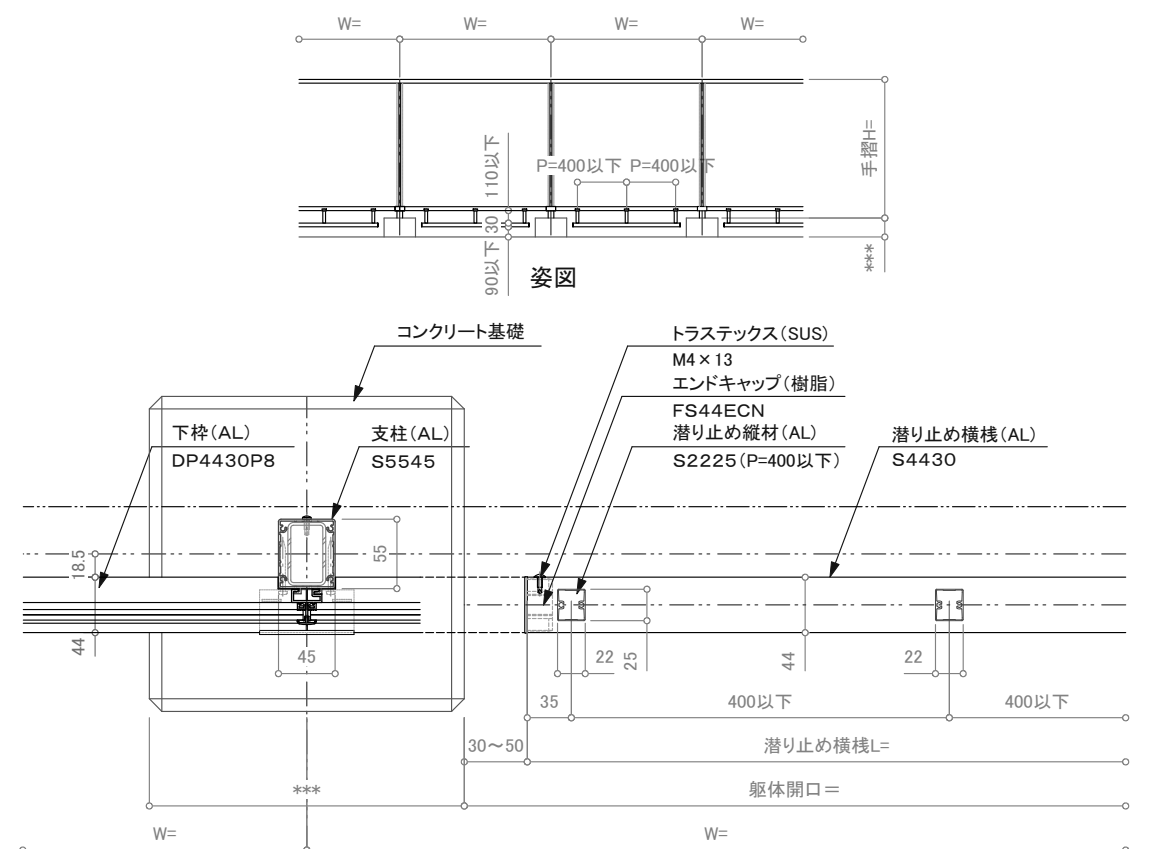 W=
W=
W=
W=
手摺H=
110以下
P=400以下
P=400以下
30
90以下
***
姿図
コンクリート基礎
トラステックス(SUS)
M4×13
エンドキャップ(樹脂)
FS44ECN
下枠(AL)
DP4430P8
支柱(AL)
S5545
潜り止め縦材(AL)
S2225(P=400以下)
潜り止め横桟(AL)
S4430
18.5
55
44
45
22
25
44
22
35
400以下
400以下
30～50
潜り止め横桟L=
***
躯体開口＝
W=
W=